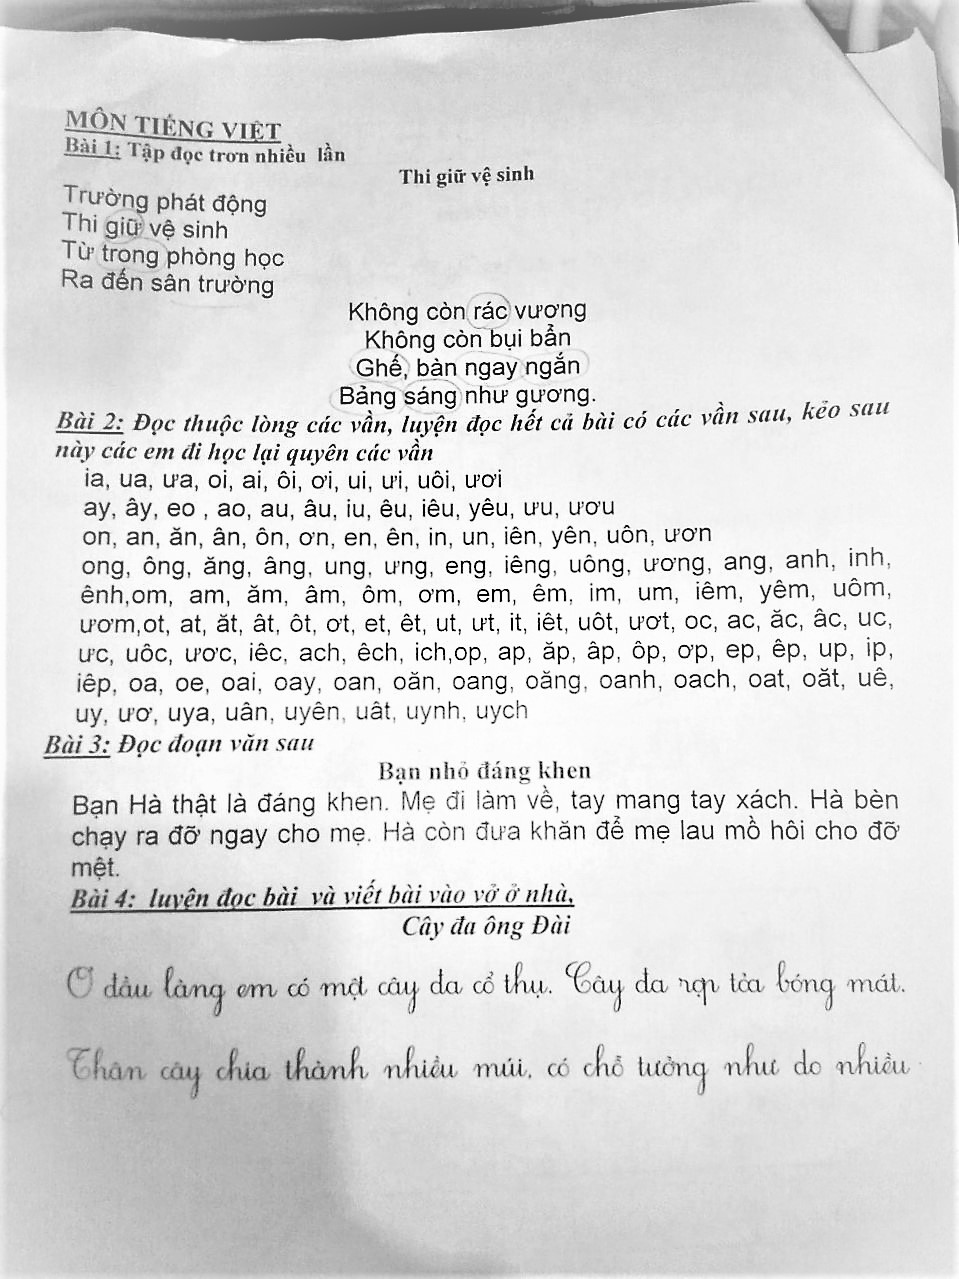 MÔN TIẾNG VIỆT
Bài 1: Tập đọc trơn nhiều lần
Thi giữ vệ sinh
Trường phát động
Thi giữ vệ sinh
Từ trong phòng học
Ra đến sân trường
Không còn rác vương
Không còn bụi bẩn
Ghế, bàn ngay ngắn
Bảng sáng như gương.
Bài 2: Đọc thuộc lòng các vần, luyện đọc hết cả bài có các vần sau, kẻo sau
này các em đi học lại quyên các vần
ia, ua, ưa, oi, ai, ôi, ơi, ui, ưi, uôi, ươi
ay, ây, eo , ao, au, âu, iu, êu, iêu, yêu, ưu, ươu
on, an, ăn, ân, ôn, ơn, en, ên, in, un, iên, yên, uôn, ươn
ong, ông, ăng, âng, ung, ưng, eng, iêng, uông, ương, ang, anh, inh,
ênh,om, am, ăm, âm, ôm, ơm, em, êm, im, um, iêm, yêm, uôm,
ươm,ot, at, ăt, ât, ôt, ơt, et, êt, ut, ưt, it, iêt, uôt, ươt, oc, ac, ăc, âc, uc,
ưc, uôc, ươc, iêc, ach, êch, ich,op, ap, ăp, âp, ôp, ơp, ep, êp, up, ip,
iêp, oa, oe, oai, oay, oan, oăn, oang, oăng, oanh, oach, oat, oăt, uê,
uy, ươ, uya, uân, uyên, uât, uynh, uych
Bài 3: Đọc đoạn văn sau
Bạn nhỏ đáng khen
Bạn Hà thật là đáng khen. Mẹ đi làm về, tay mang tay xách. Hà bèn
chạy ra đỡ ngay cho mẹ. Hà còn đưa khăn để mẹ lau mồ hôi cho đỡ
mệt.
Bài 4: luyện đọc bài và viết bài vào vở ở nhà,
Cây đa ông Đài
Ở đầu làng em có một cây đa cổ thụ. Cây đa rợp tỏa bóng mát.
Thân cây chia thành nhiều múi, có chỗ tưởng như do nhiều